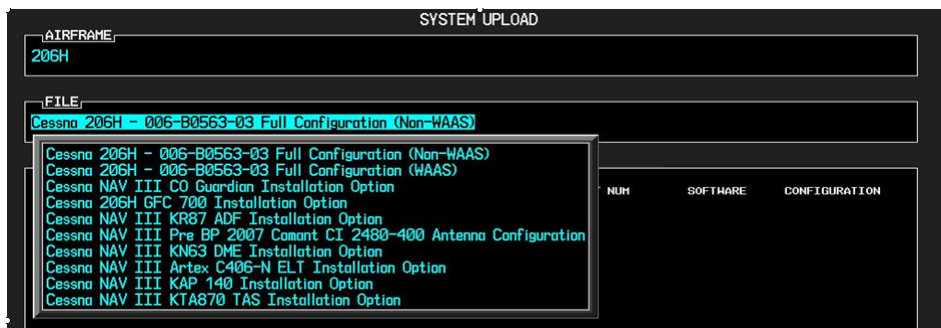 SYSTEM UPLOAD
AIRFRAME
206H
FILE
Cessna 206H - 006-B0563-03 Full Configuration (Non-WAAS)
Cessna 206H - 006-B0563-03 Full Configuration (Non-WAAS)
Cessna 206H - 006-B0563-03 Full Configuration (WAAS)
Cessna NAV III CO Guardian Installation Option
Cessna 206H GFC 700 Installation Option
Cessna NAV III KR87 ADF Installation Option
Cessna NAV III Pre BP 2007 Comant CI 2480-400 Antenna Configuration
Cessna NAV III KN63 DME Installation Option
Cessna NAV III Artex C406-N ELT Installation Option
Cessna NAV III KAP 140 Installation Option
Cessna NAV III KTA870 TAS Installation Option
NUM SOFTWARE CONFIGURATION